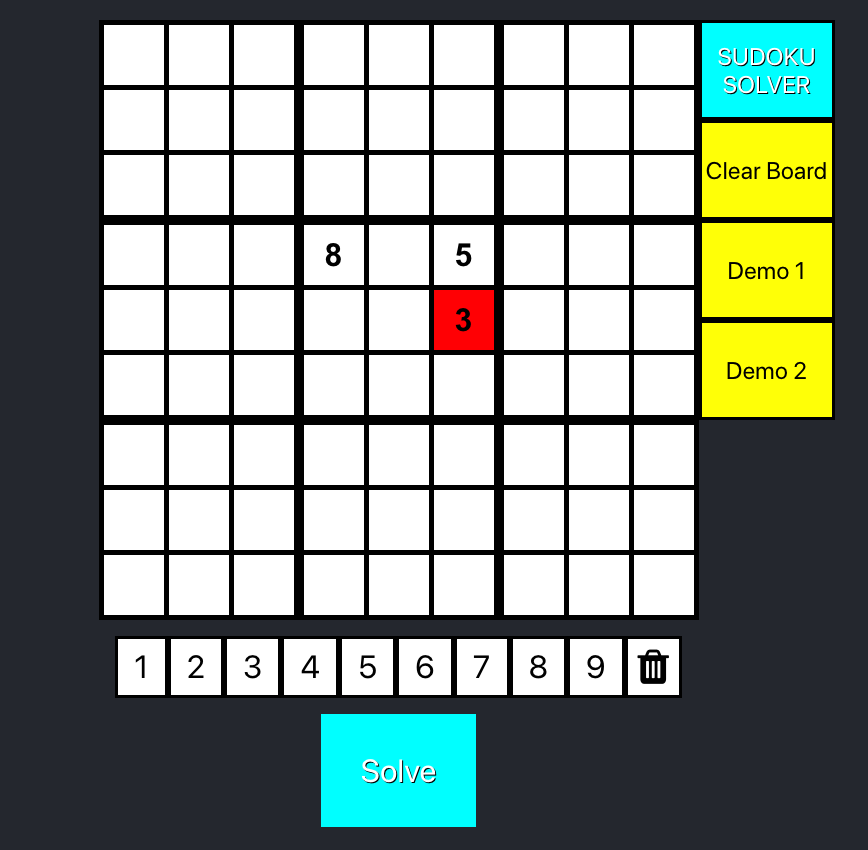 SUDOKU
SOLVER
Clear Board
8 5
Demo 1
3
Demo 2
1 2 3 4 5 6 7 8 9
Solve